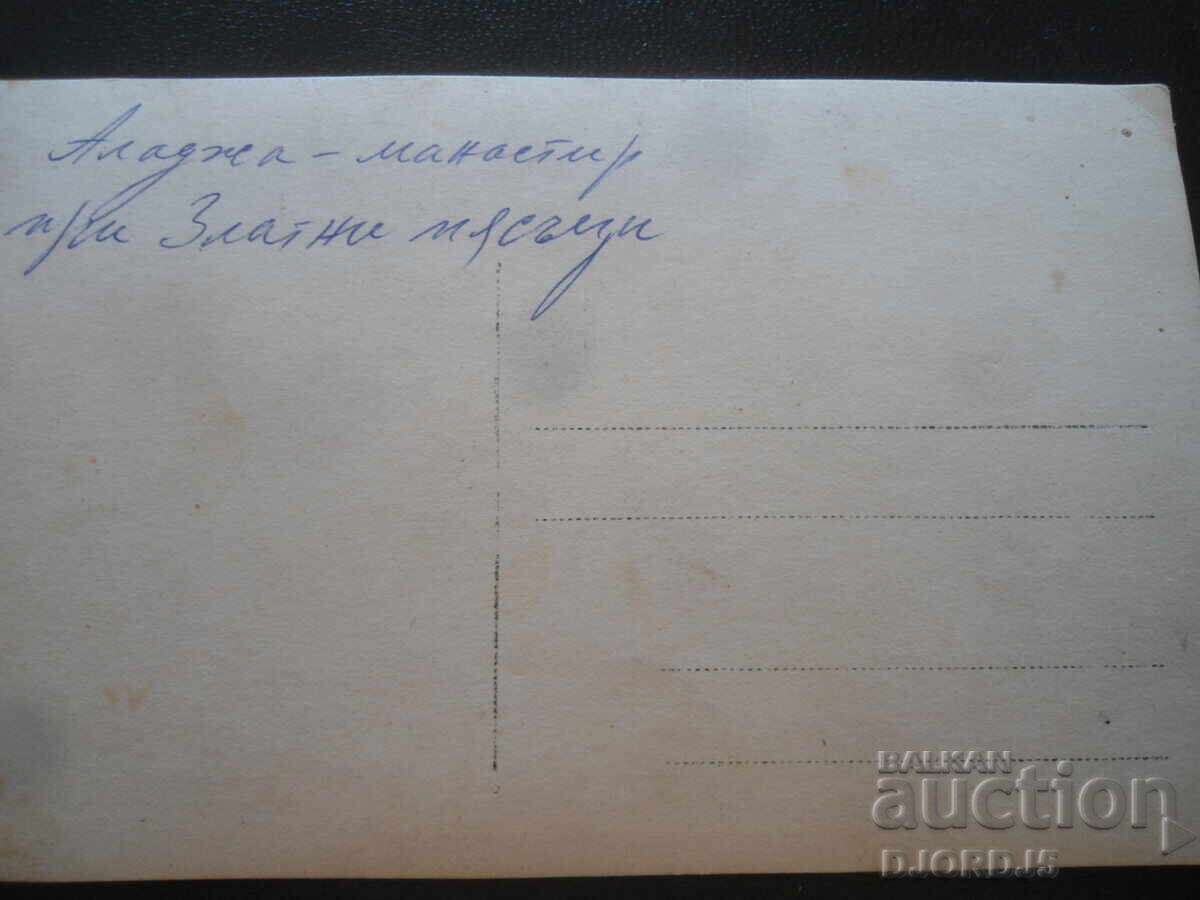 Аладжа - манастир
при Златни пясъци
BALKAN
auction
DJORDJ5